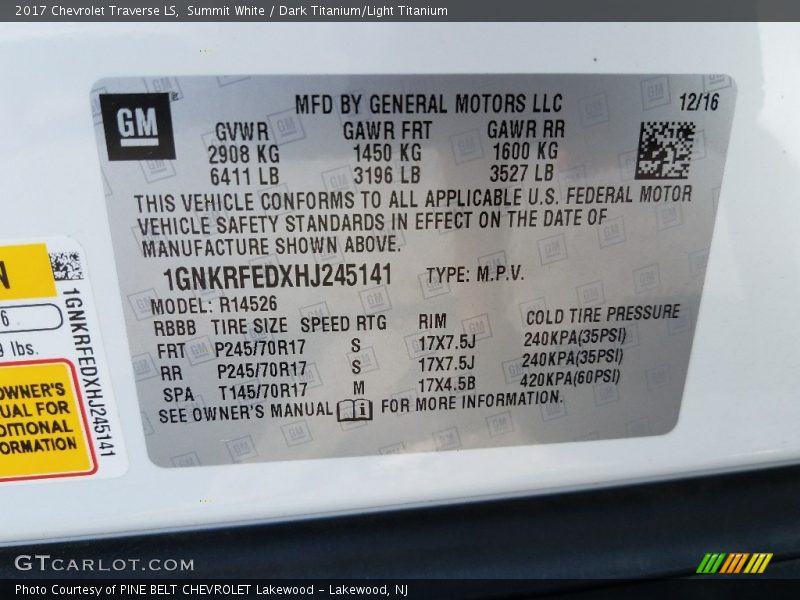 2017 Chevrolet Traverse LS, Summit White / Dark Titanium/Light Titanium
GM
MFD BY GENERAL MOTORS LLC
12/16
GVWR GAWR FRT GAWR RR
2908 KG 1450 KG 1600 KG
6411 LB 3196 LB 3527 LB
THIS VEHICLE CONFORMS TO ALL APPLICABLE U.S. FEDERAL MOTOR
VEHICLE SAFETY STANDARDS IN EFFECT ON THE DATE OF
MANUFACTURE SHOWN ABOVE.
1GNKRFEDXHJ245141 TYPE: M.P.V.
MODEL: R14526
RBBB TIRE SIZE SPEED RTG RIM COLD TIRE PRESSURE
FRT P245/70R17 S 17X7.5J 240KPA(35PSI)
RR P245/70R17 S 17X7.5J 240KPA(35PSI)
SPA T145/70R17 M 17X4.5B 420KPA(60PSI)
SEE OWNER'S MANUAL FOR MORE INFORMATION.
N
6
lbs.
1GNKRFEDXHJ245141
OWNER'S
UAL FOR
DITIONAL
ORMATION
GTCARLOT.COM
Photo Courtesy of PINE BELT CHEVROLET Lakewood - Lakewood, NJ